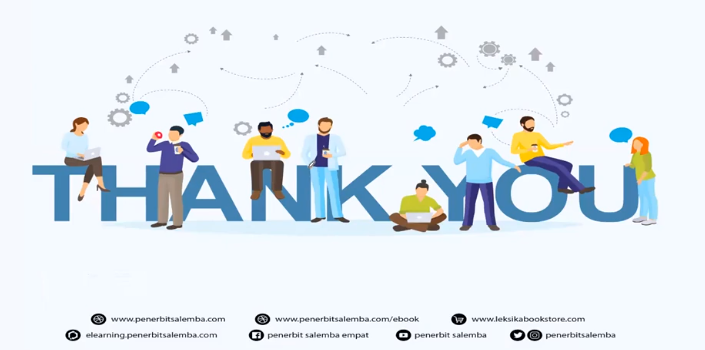 THANK YOU
www.penerbitsalemba.com www.penerbitsalemba.com/ebook www.leksikabookstore.com
elearning.penerbitsalemba.com penerbit salemba empat penerbit salemba penerbitsalemba